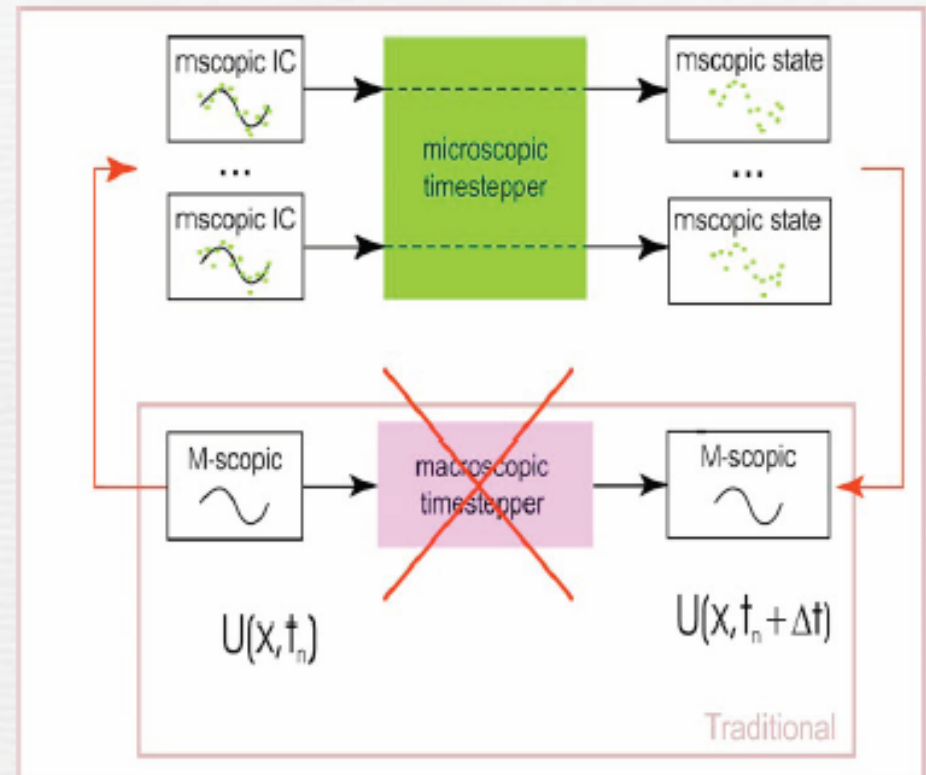 mscopic IC
mscopic state
...
microscopic
timestepper
...
mscopic IC
mscopic state
M-scopic
macroscopic
timestepper
M-scopic
U(x,tₙ)
U(x,tₙ+Δt)
Traditional